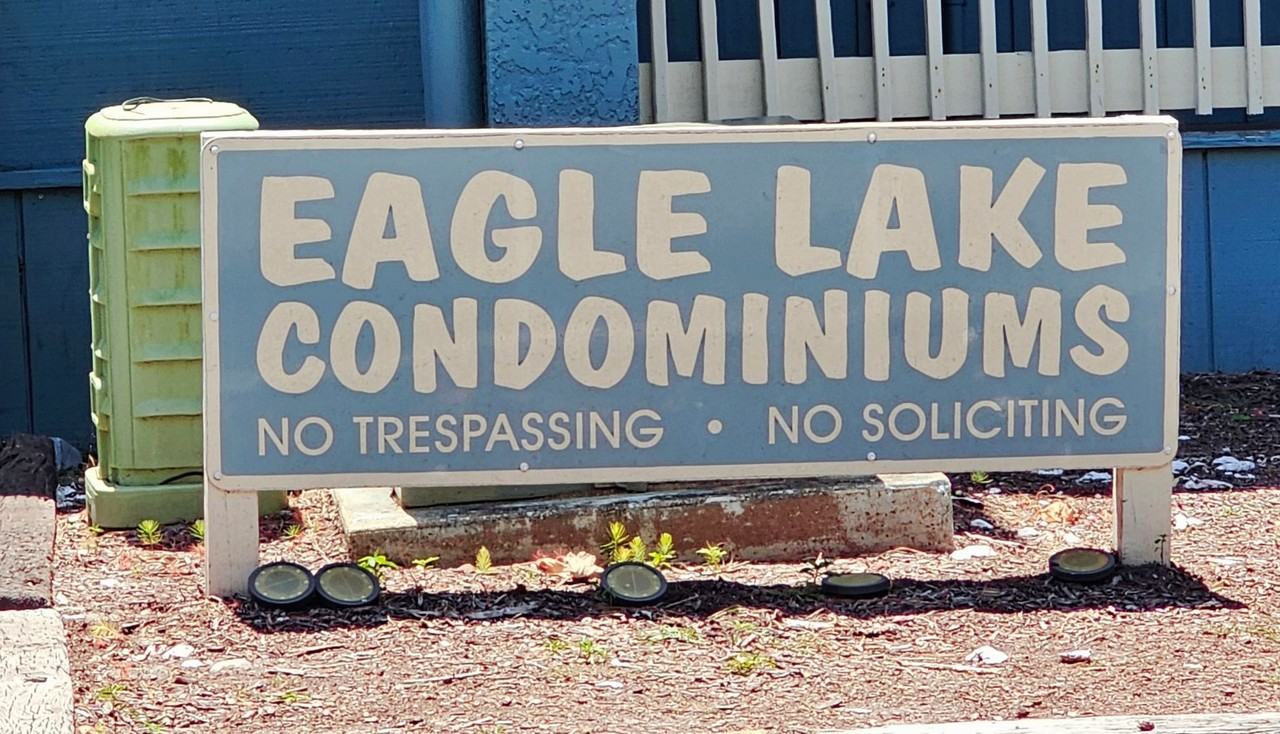 EAGLE LAKE
CONDOMINIUMS
NO TRESPASSING • NO SOLICITING